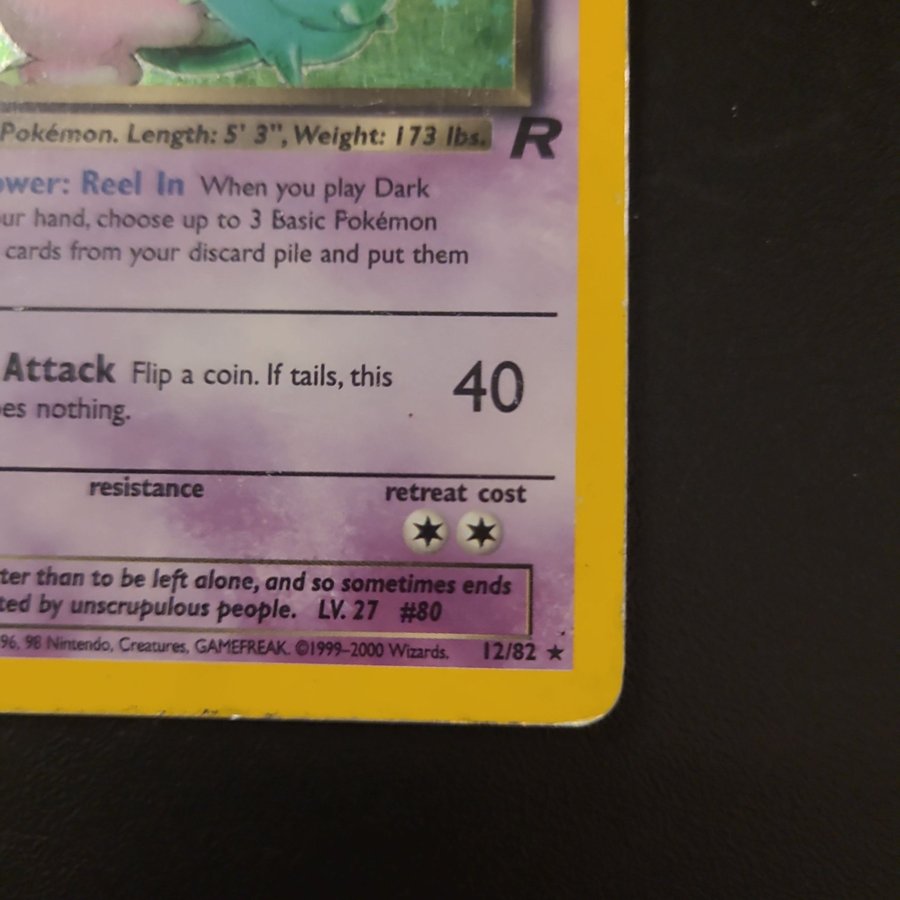 Pokémon. Length: 5' 3", Weight: 173 lbs. R
ower: Reel In When you play Dark
ur hand, choose up to 3 Basic Pokémon
cards from your discard pile and put them
Attack Flip a coin. If tails, this 40
es nothing.
resistance retreat cost
ter than to be left alone, and so sometimes ends
ted by unscrupulous people. LV. 27 #80
96, 98 Nintendo, Creatures, GAMEFREAK. ©1999-2000 Wizards. 12/82 ★